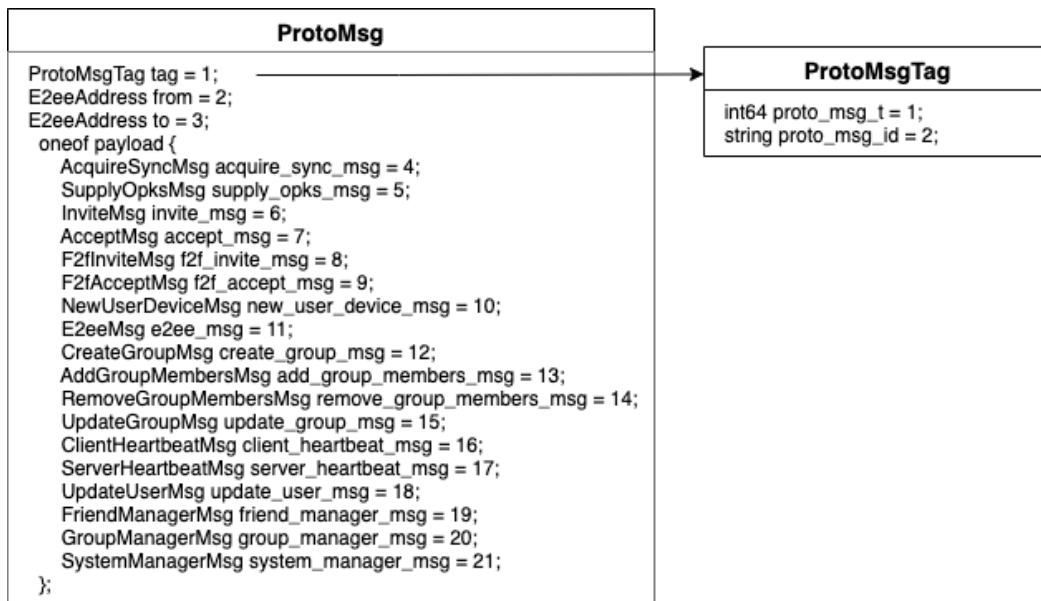 ProtoMsg
ProtoMsgTag tag = 1;
E2eeAddress from = 2;
E2eeAddress to = 3;
oneof payload {
AcquireSyncMsg acquire_sync_msg = 4;
SupplyOpksMsg supply_opks_msg = 5;
InviteMsg invite_msg = 6;
AcceptMsg accept_msg = 7;
F2fInviteMsg f2f_invite_msg = 8;
F2fAcceptMsg f2f_accept_msg = 9;
NewUserDeviceMsg new_user_device_msg = 10;
E2eeMsg e2ee_msg = 11;
CreateGroupMsg create_group_msg = 12;
AddGroupMembersMsg add_group_members_msg = 13;
RemoveGroupMembersMsg remove_group_members_msg = 14;
UpdateGroupMsg update_group_msg = 15;
ClientHeartbeatMsg client_heartbeat_msg = 16;
ServerHeartbeatMsg server_heartbeat_msg = 17;
UpdateUserMsg update_user_msg = 18;
FriendManagerMsg friend_manager_msg = 19;
GroupManagerMsg group_manager_msg = 20;
SystemManagerMsg system_manager_msg = 21;
};
ProtoMsgTag
int64 proto_msg_t = 1;
string proto_msg_id = 2;